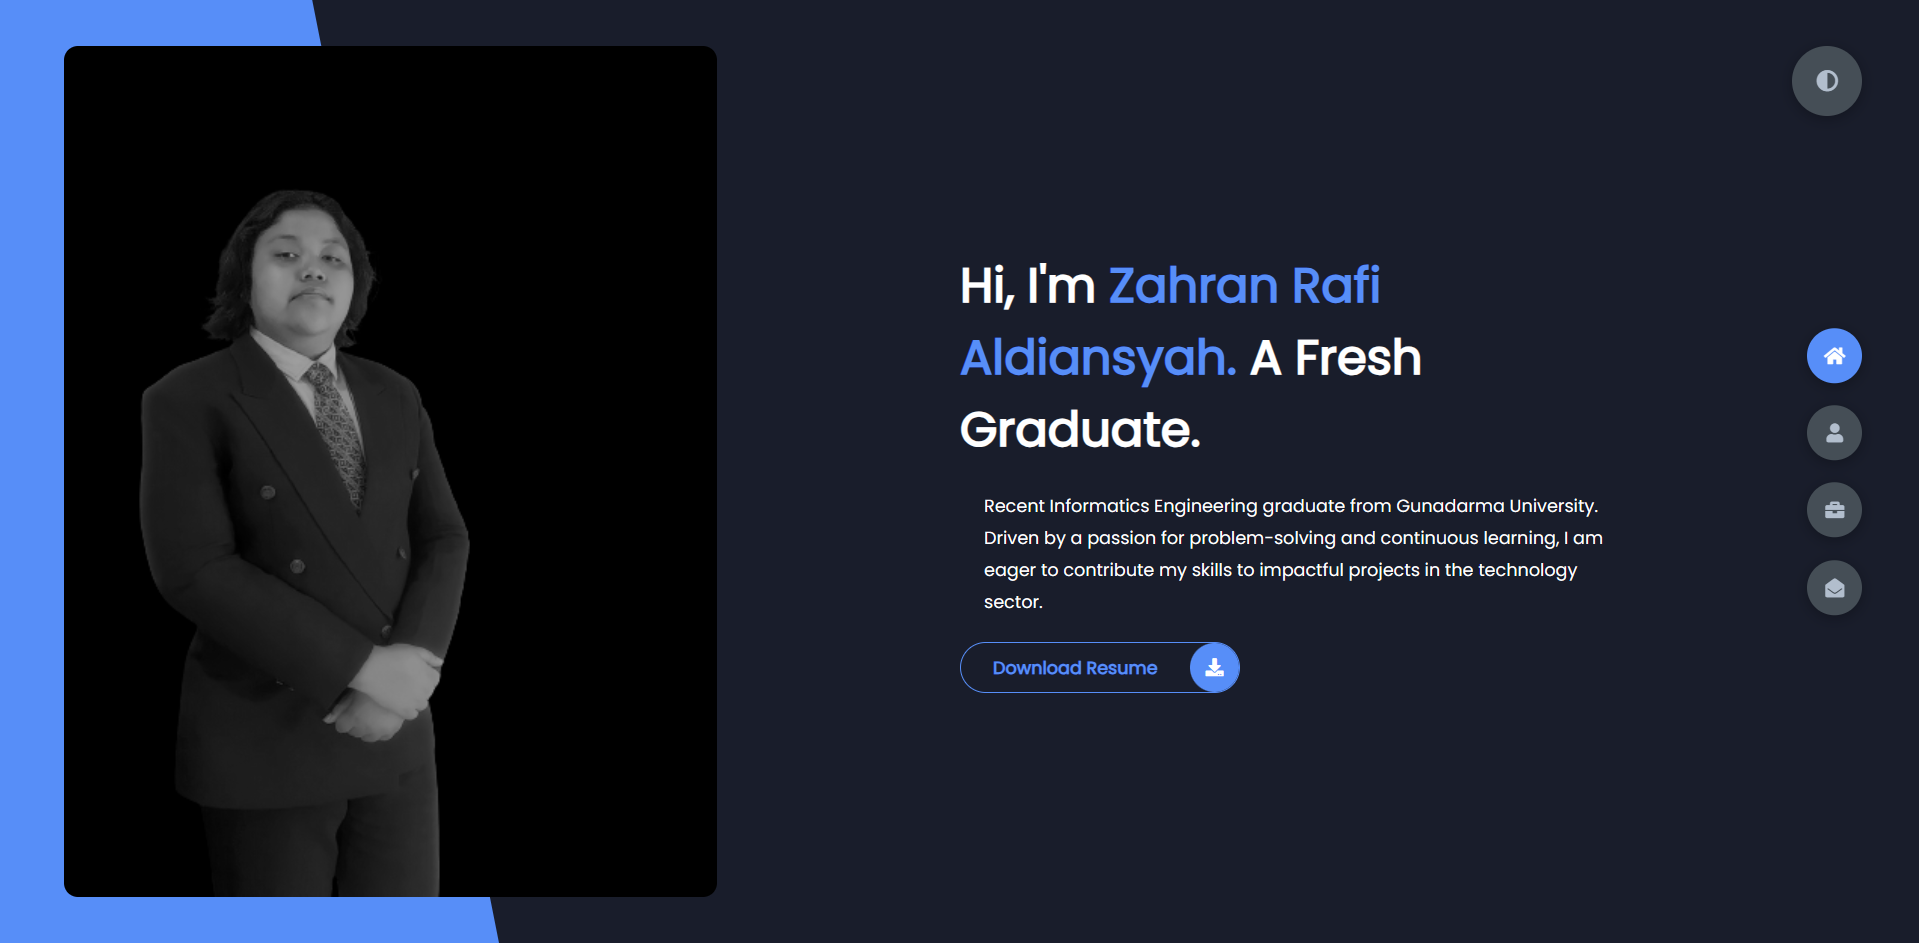 Hi, I'm Zahran Rafi
Aldiansyah. A Fresh
Graduate.
Recent Informatics Engineering graduate from Gunadarma University.
Driven by a passion for problem-solving and continuous learning, I am
eager to contribute my skills to impactful projects in the technology
sector.
Download Resume